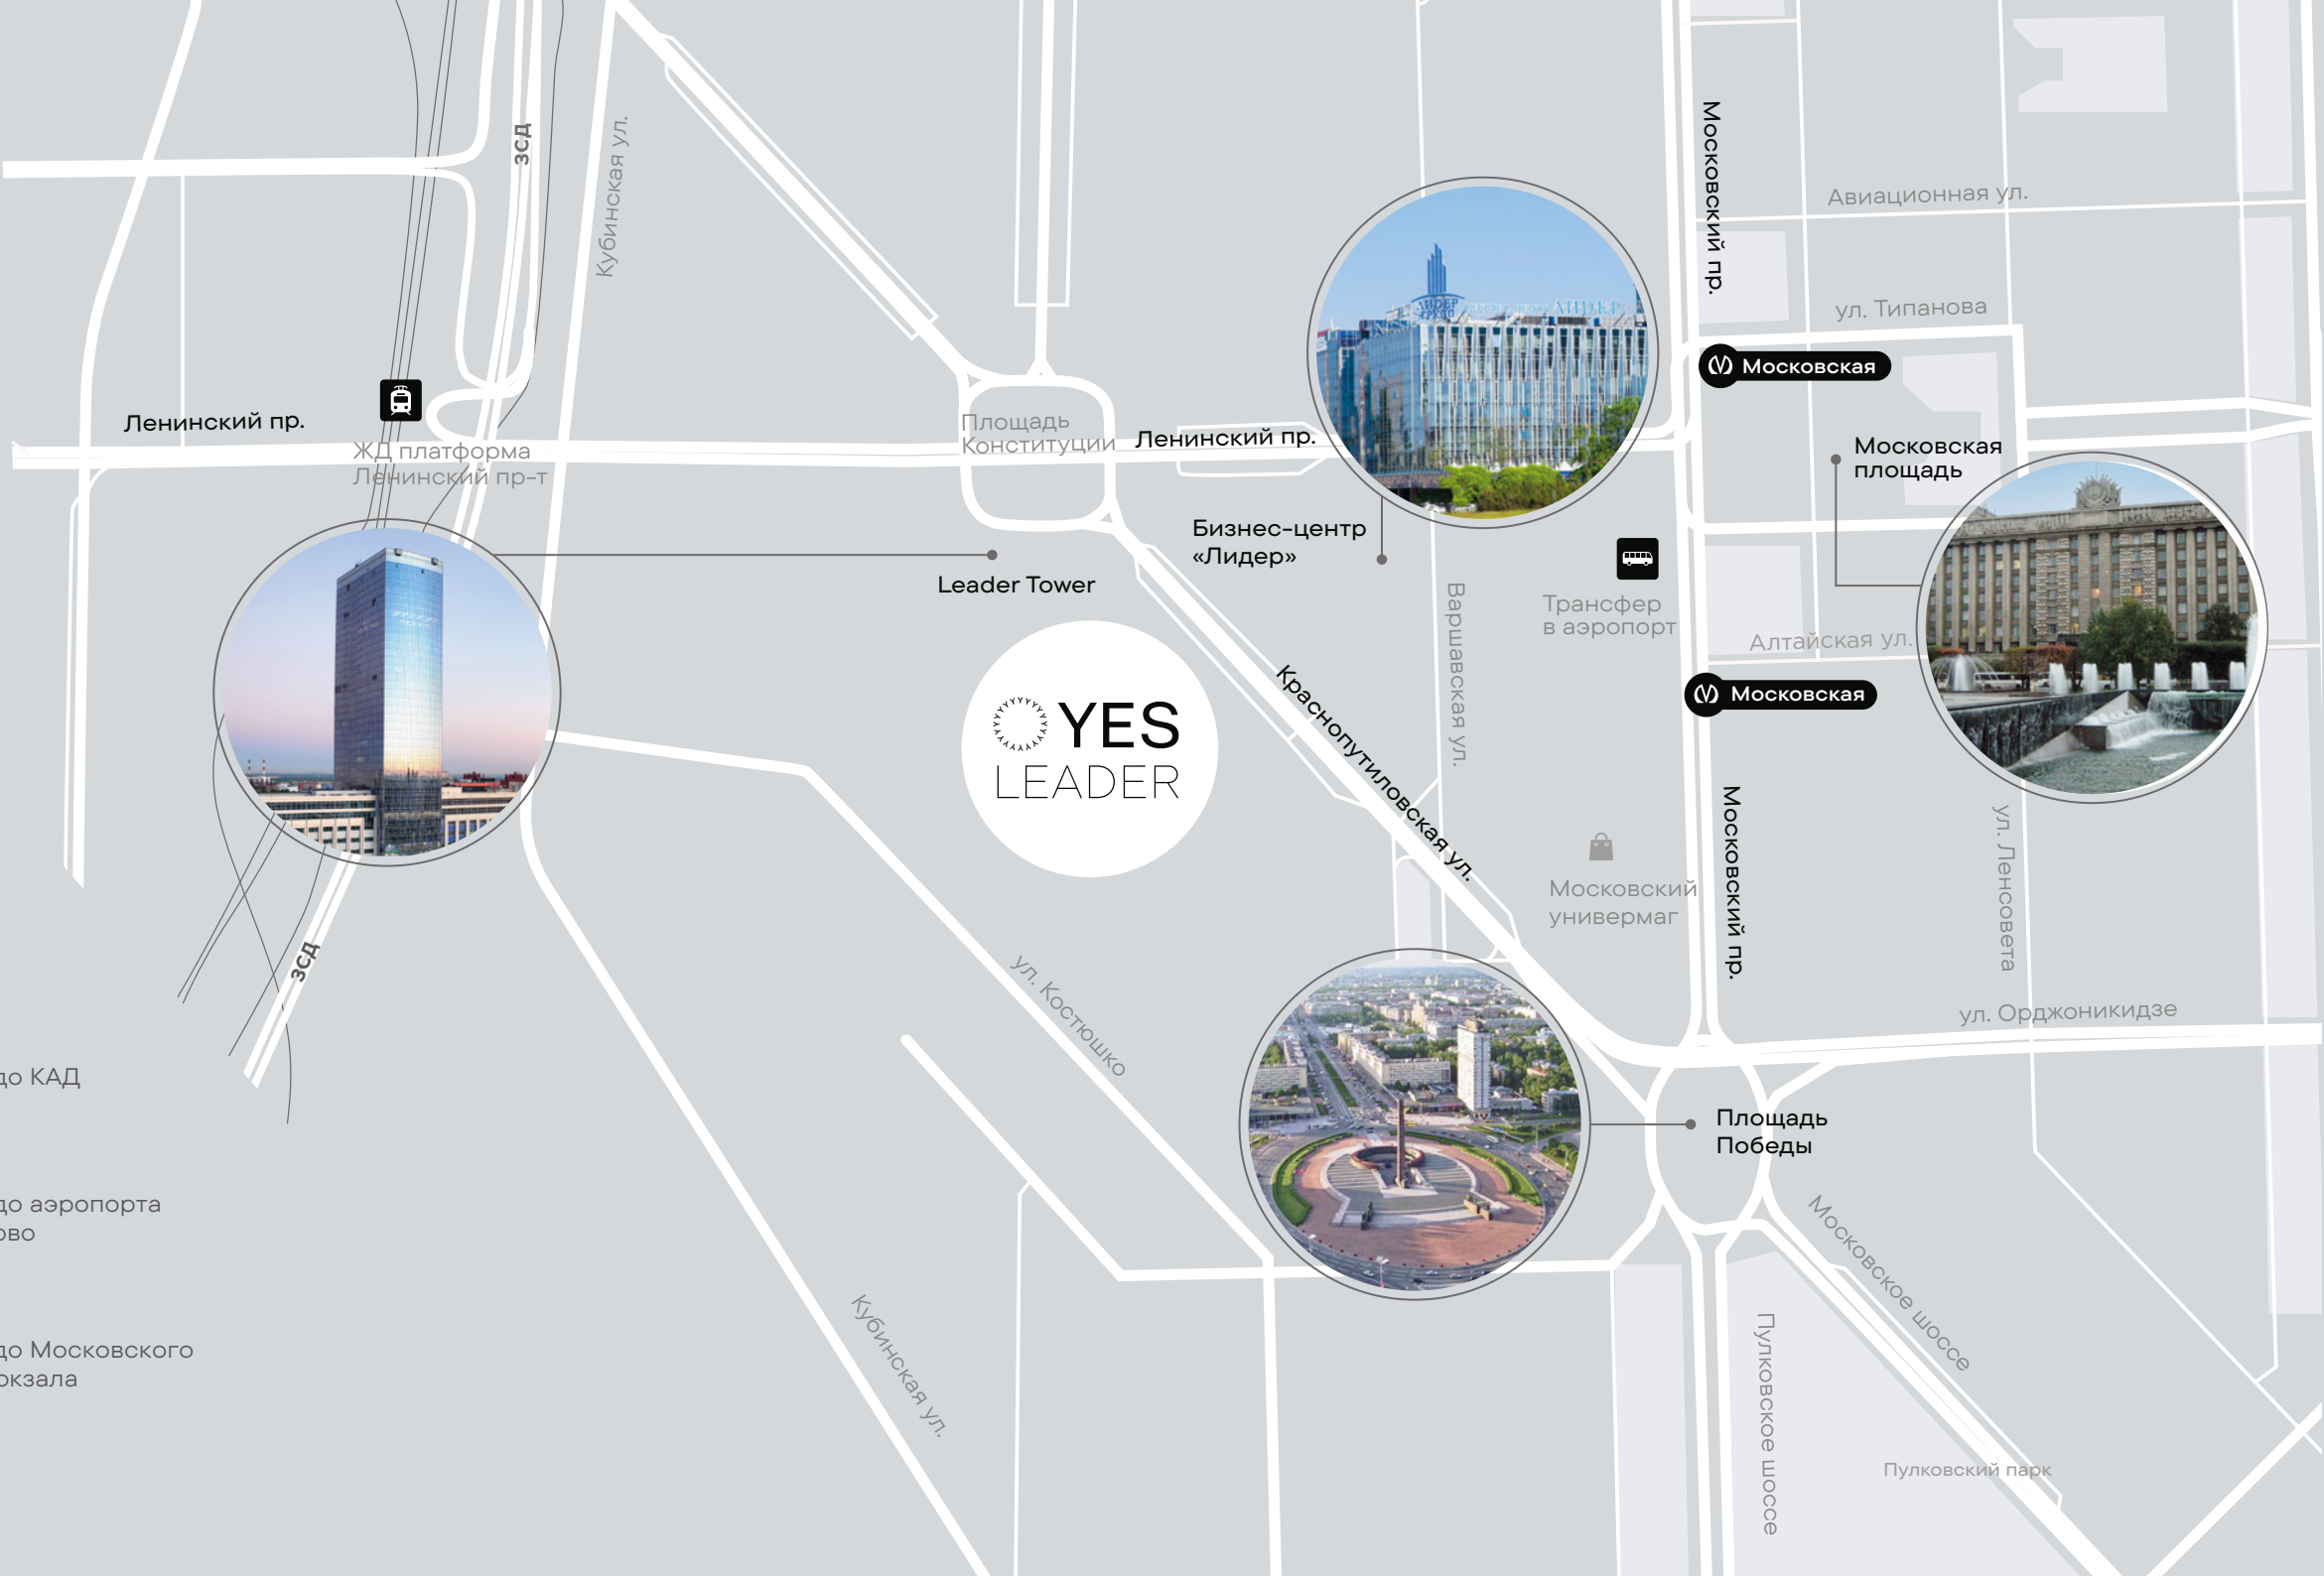 ЗСД
Кубинская ул.
Московский пр.
Авиационная ул.
ул. Типанова
Московская
Ленинский пр.
ЖД платформа
Ленинский пр-т
Площадь
Конституции
Ленинский пр.
ЛИДЕР
Московская
площадь
Бизнес-центр
«Лидер»
Leader Tower
Трансфер
в аэропорт
Варшавская ул.
Алтайская ул.
Московская
YES
LEADER
Краснопутиловская ул.
Московский пр.
ул. Ленсовета
Московский
универмаг
ЗСД
ул. Костюшко
ул. Орджоникидзе
до КАД
Площадь
Победы
до аэропорта
ово
Московское шоссе
Кубинская ул.
Пулковское шоссе
до Московского
окзала
Пулковский парк